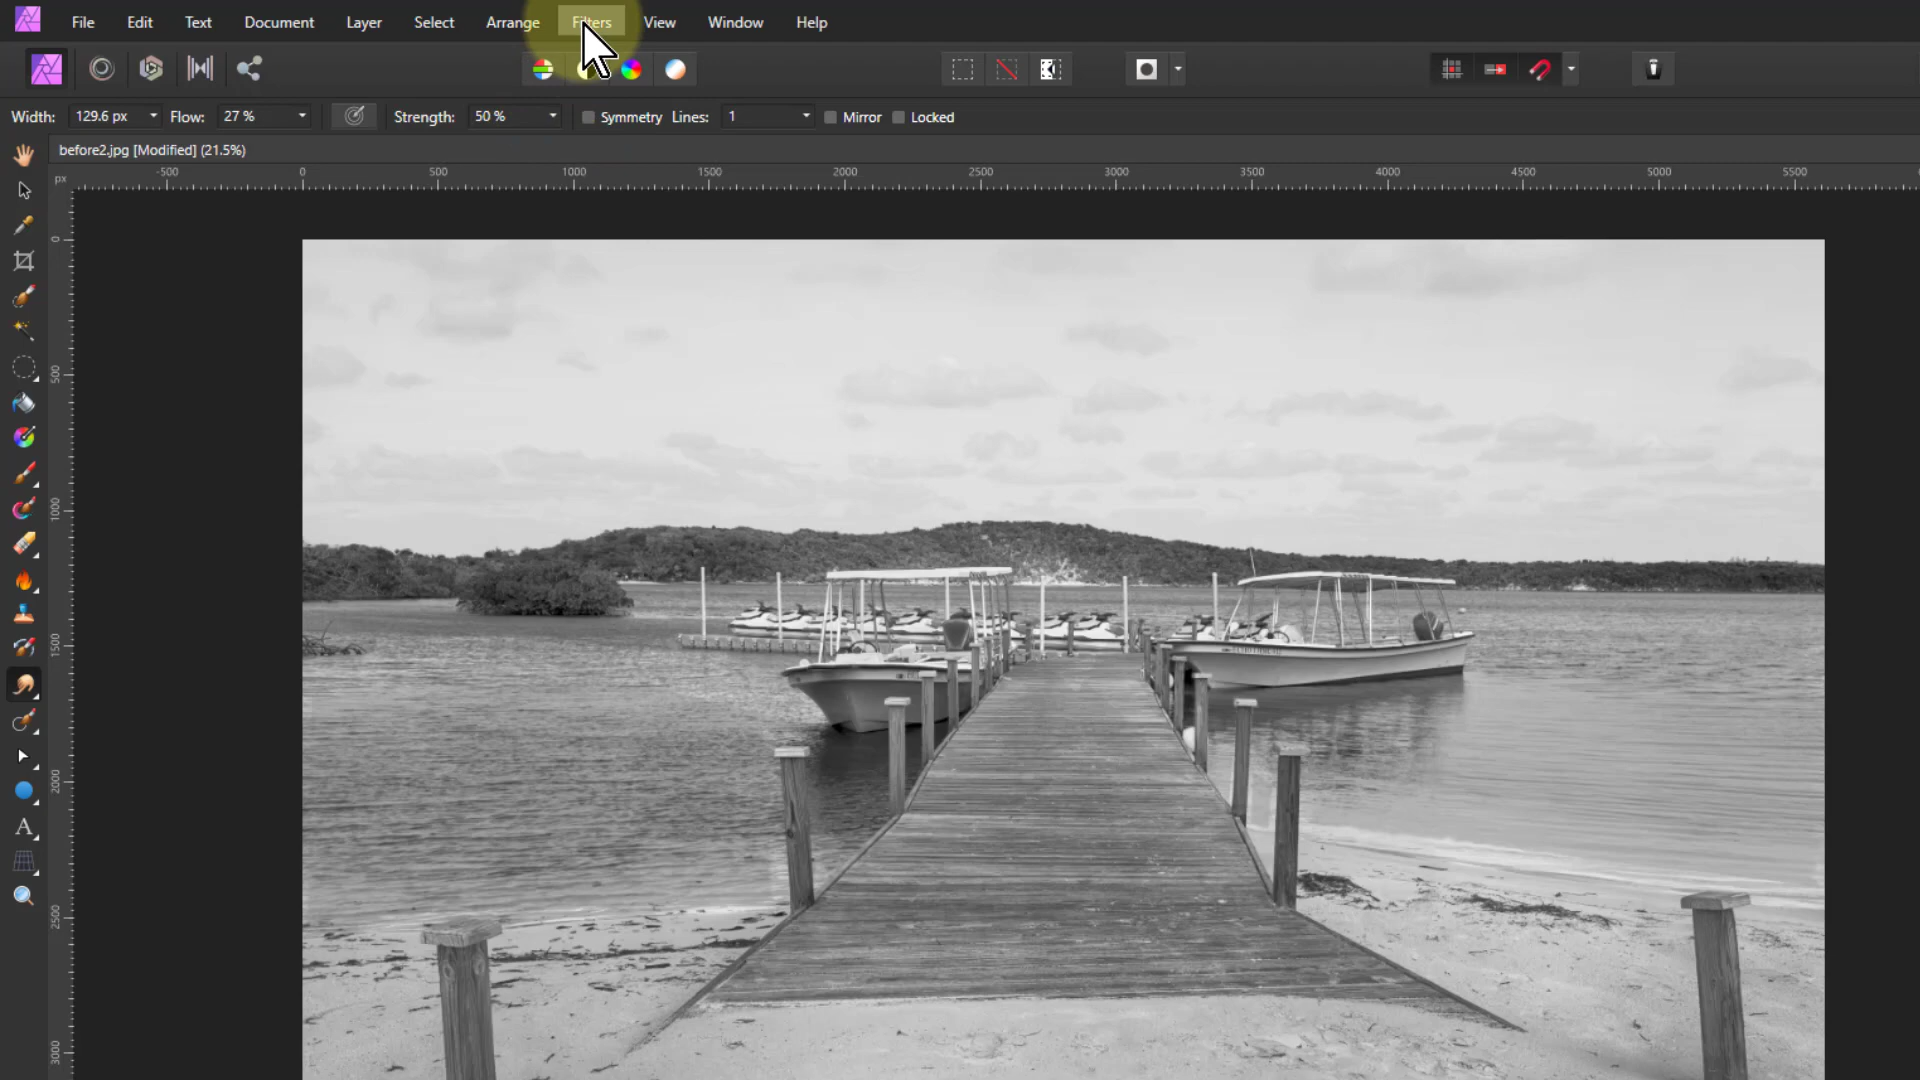 File Edit Text Document Layer Select Arrange Filters View Window Help
Width: 129.6 px Flow: 27 % Strength: 50 % Symmetry Lines: 1 Mirror Locked
before2.jpg [Modified] (21.5%)
px -500 0 500 1000 1500 2000 2500 3000 3500 4000 4500 5000 5500
0
500
1000
1500
2000
2500
3000